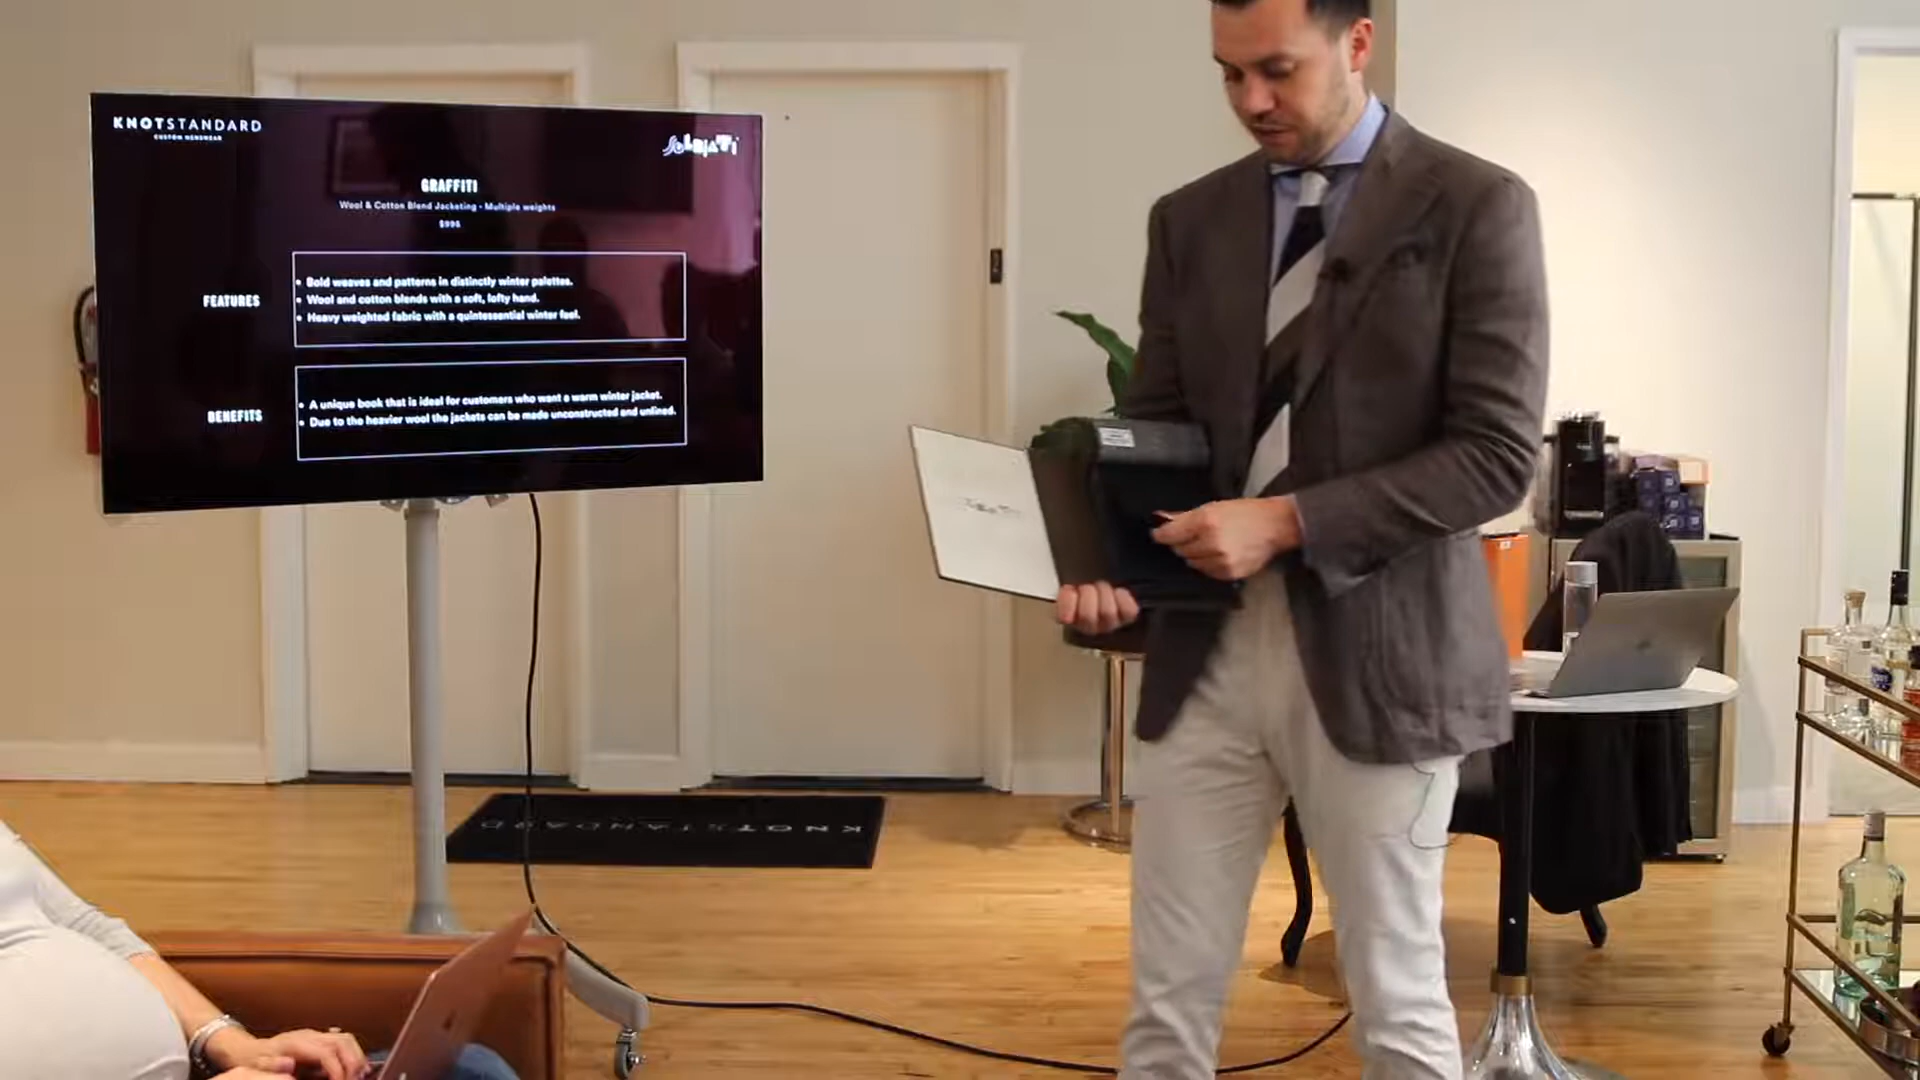 KNOTSTANDARD
CUSTOM MENSWEAR
SOLBIATI
GRAFFITI
Wool & Cotton Blend Jacketing - Multiple weights
$995
FEATURES
• Bold weaves and patterns in distinctly winter palettes.
• Wool and cotton blends with a soft, lofty hand.
• Heavy weighted fabric with a quintessential winter feel.
BENEFITS
• A unique book that is ideal for customers who want a warm winter jacket.
• Due to the heavier wool the jackets can be made unconstructed and unlined.
KNOTSTANDARD